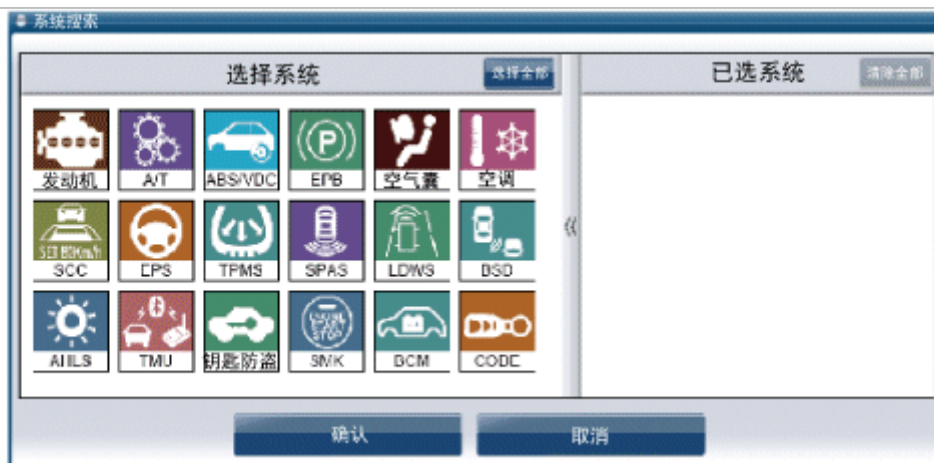 系统搜索
选择系统 选择全部
已选系统 清除全部
发动机 A/T ABS/VDC EPB 空气囊 空调
SET 80Km/h
SCC EPS TPMS SPAS LDWS BSD
AHLS TMU 钥匙防盗 SMK BCM CODE
确认 取消